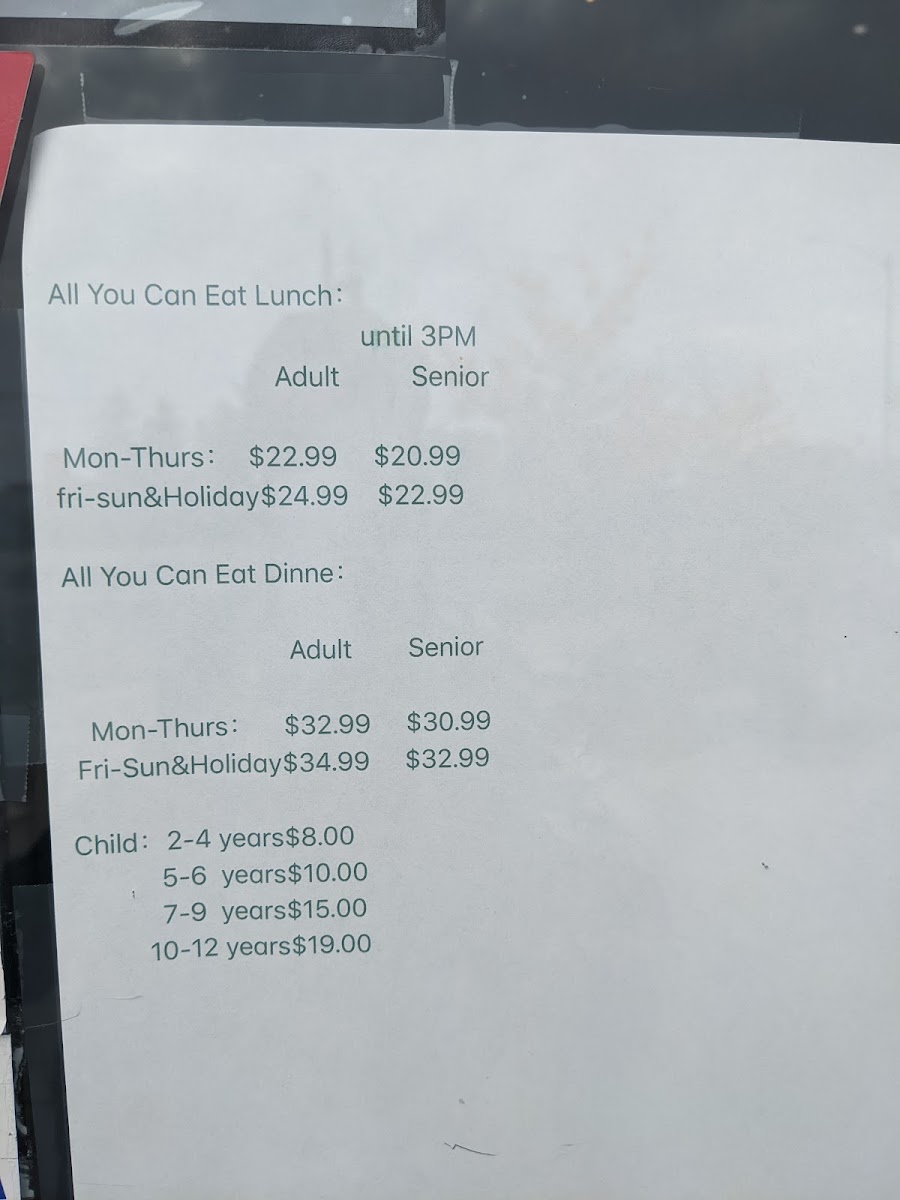 All You Can Eat Lunch:
until 3PM
Adult Senior
Mon-Thurs: $22.99 $20.99
fri-sun&Holiday$24.99 $22.99
All You Can Eat Dinne:
Adult Senior
Mon-Thurs: $32.99 $30.99
Fri-Sun&Holiday$34.99 $32.99
Child: 2-4 years$8.00
5-6 years$10.00
7-9 years$15.00
10-12 years$19.00